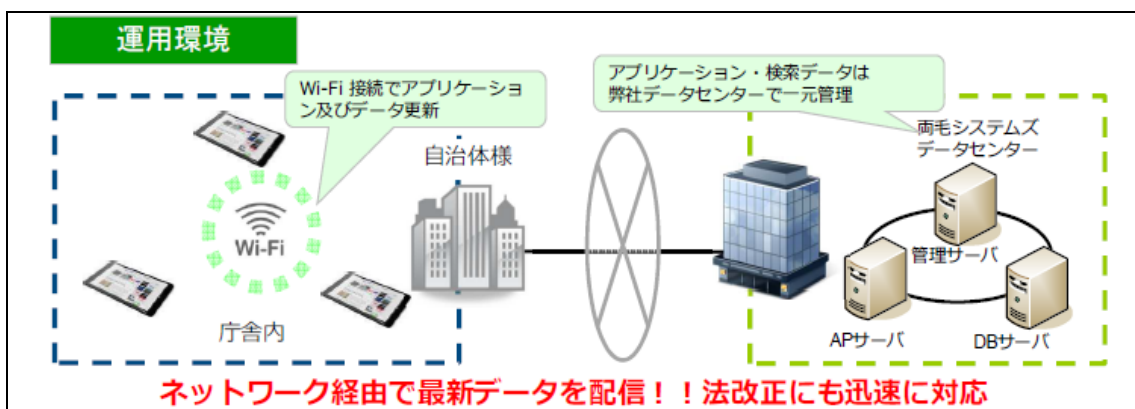 運用環境
Wi-Fi 接続でアプリケーショ
ン及びデータ更新
アプリケーション・検索データは
弊社データセンターで一元管理
自治体様
両毛システムズ
データセンター
Wi-Fi
管理サーバ
庁舎内
APサーバ
DBサーバ
ネットワーク経由で最新データを配信！！法改正にも迅速に対応